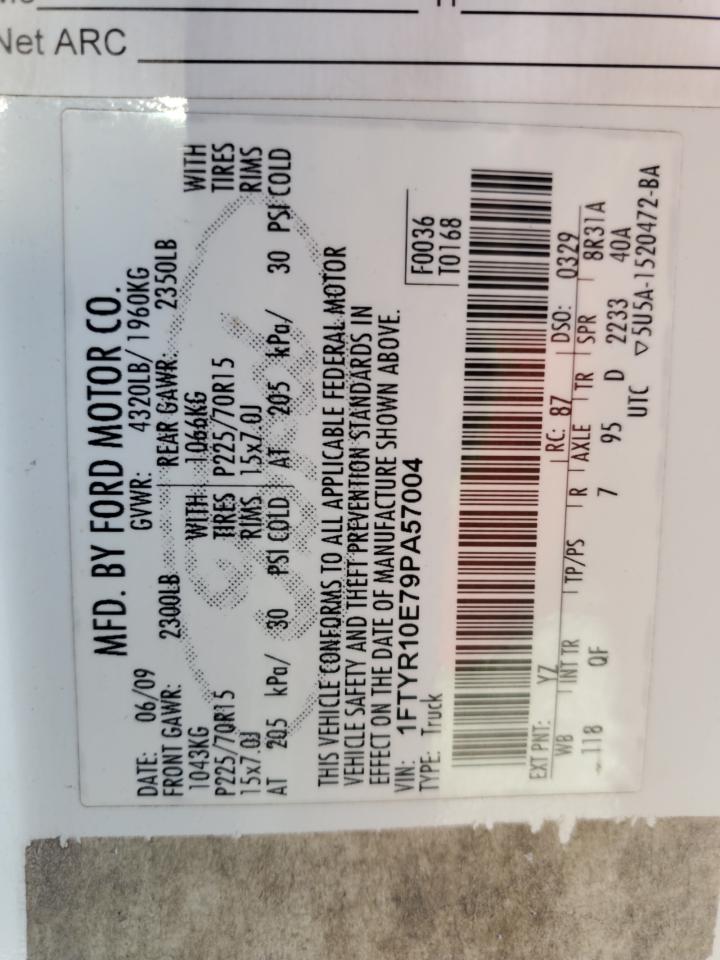 Net ARC
MFD. BY FORD MOTOR CO.
DATE: 06/09 GVWR: 4320LB/ 1960KG
FRONT GAWR: 2300LB REAR GAWR: 2350LB
1043KG WITH 1066KG WITH
P225/70R15 TIRES P225/70R15 TIRES
15x7.0J RIMS 15x7.0J RIMS
AT 205 kPa/ 30 PSI COLD AT 205 kPa/ 30 PSI COLD
THIS VEHICLE CONFORMS TO ALL APPLICABLE FEDERAL MOTOR
VEHICLE SAFETY AND THEFT PREVENTION STANDARDS IN
EFFECT ON THE DATE OF MANUFACTURE SHOWN ABOVE.
VIN: 1FTYR10E79PA57004 F0036
TYPE: Truck T0168
EXT PNT: YZ RC: 87 DSO: 0329
WB INT TR TP/PS R AXLE TR SPR 8R31A
118 QF 7 95 D 2233 40A
UTC ▽5U5A-1520472-BA